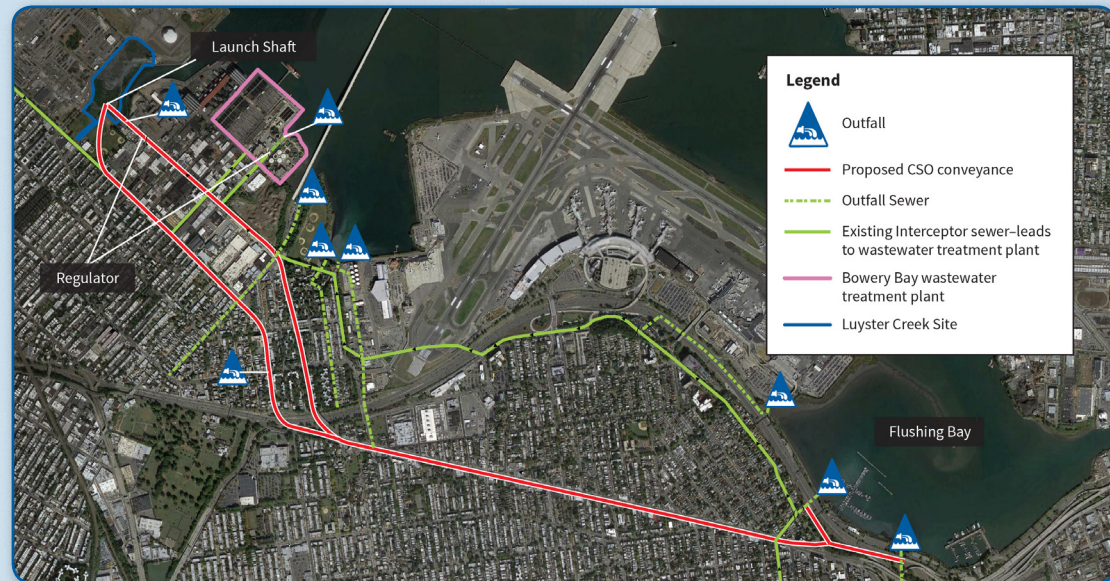 Launch Shaft
Regulator
Legend
Outfall
Proposed CSO conveyance
Outfall Sewer
Existing Interceptor sewer–leads
to wastewater treatment plant
Bowery Bay wastewater
treatment plant
Luyster Creek Site
Flushing Bay